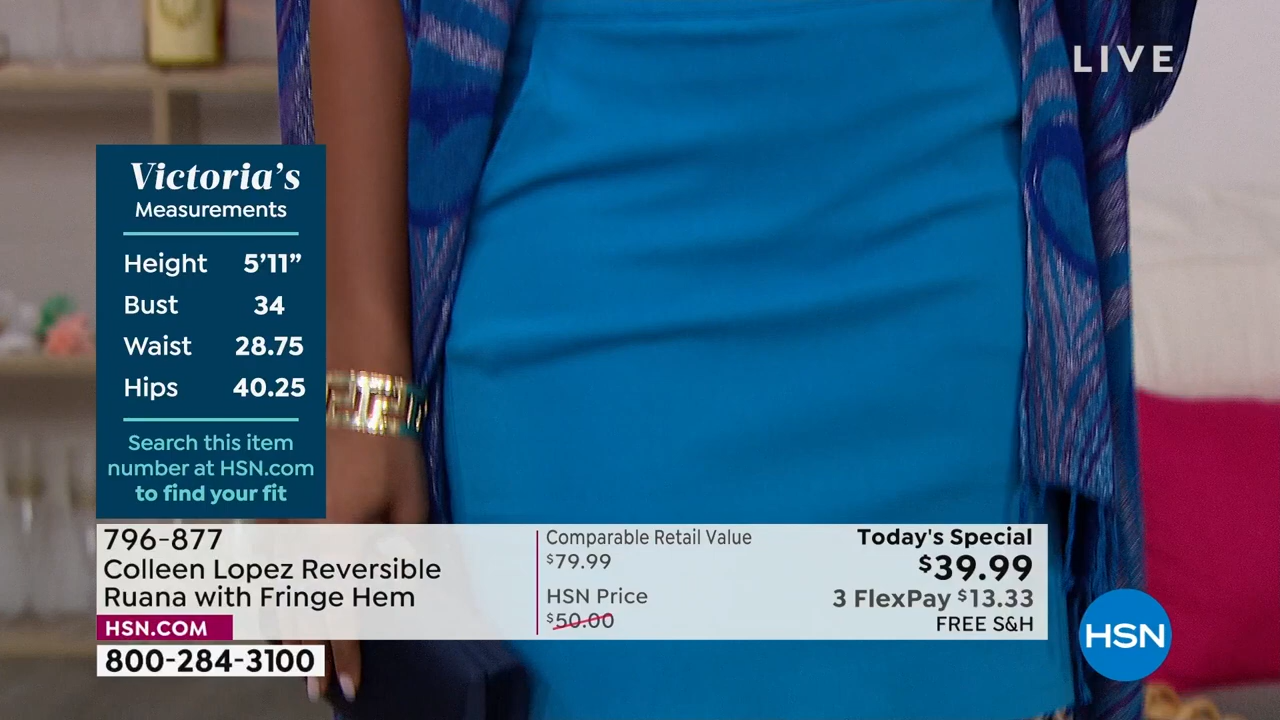 LIVE
Victoria's
Measurements
Height 5'11”
Bust 34
Waist 28.75
Hips 40.25
Search this item
number at HSN.com
to find your fit
796-877
Colleen Lopez Reversible
Ruana with Fringe Hem
HSN.COM
800-284-3100
Comparable Retail Value
$79.99
HSN Price
$50.00
Today's Special
$39.99
3 FlexPay $13.33
FREE S&H
HSN